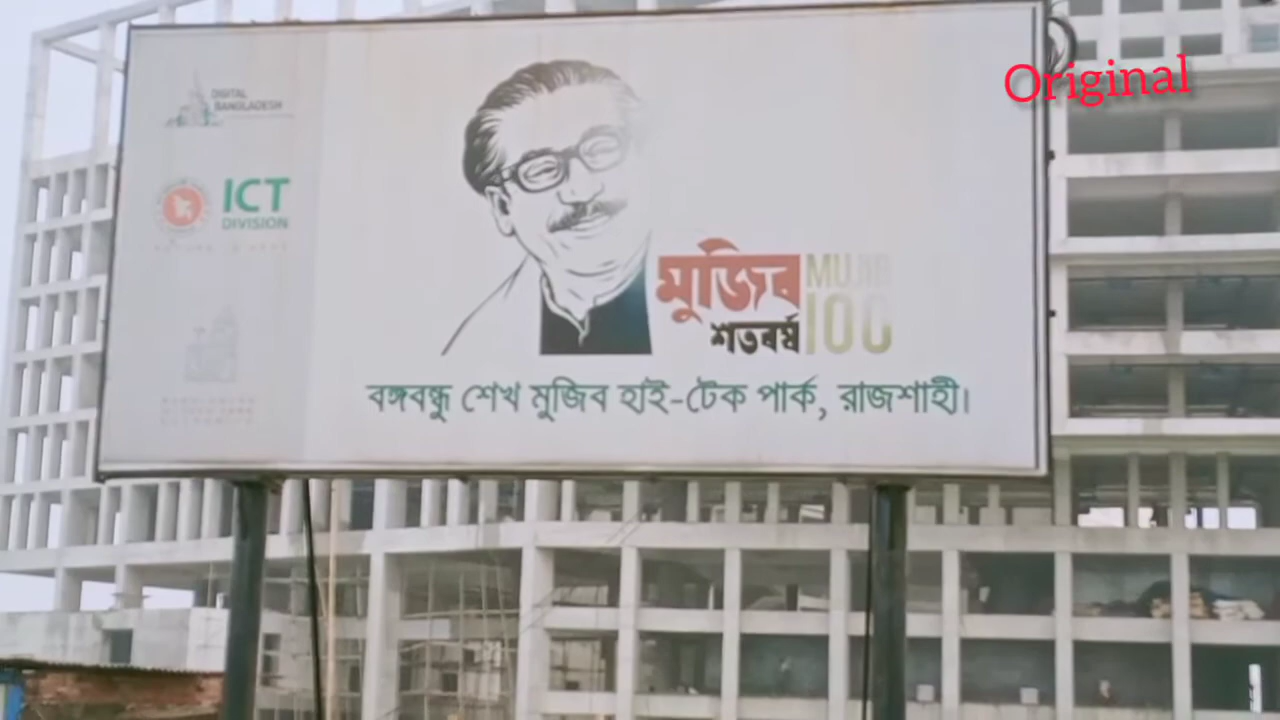 Original
DIGITAL
BANGLADESH
ICT
DIVISION
মুজিব
শতবর্ষ
MUJIB
100
বঙ্গবন্ধু শেখ মুজিব হাই-টেক পার্ক, রাজশাহী।